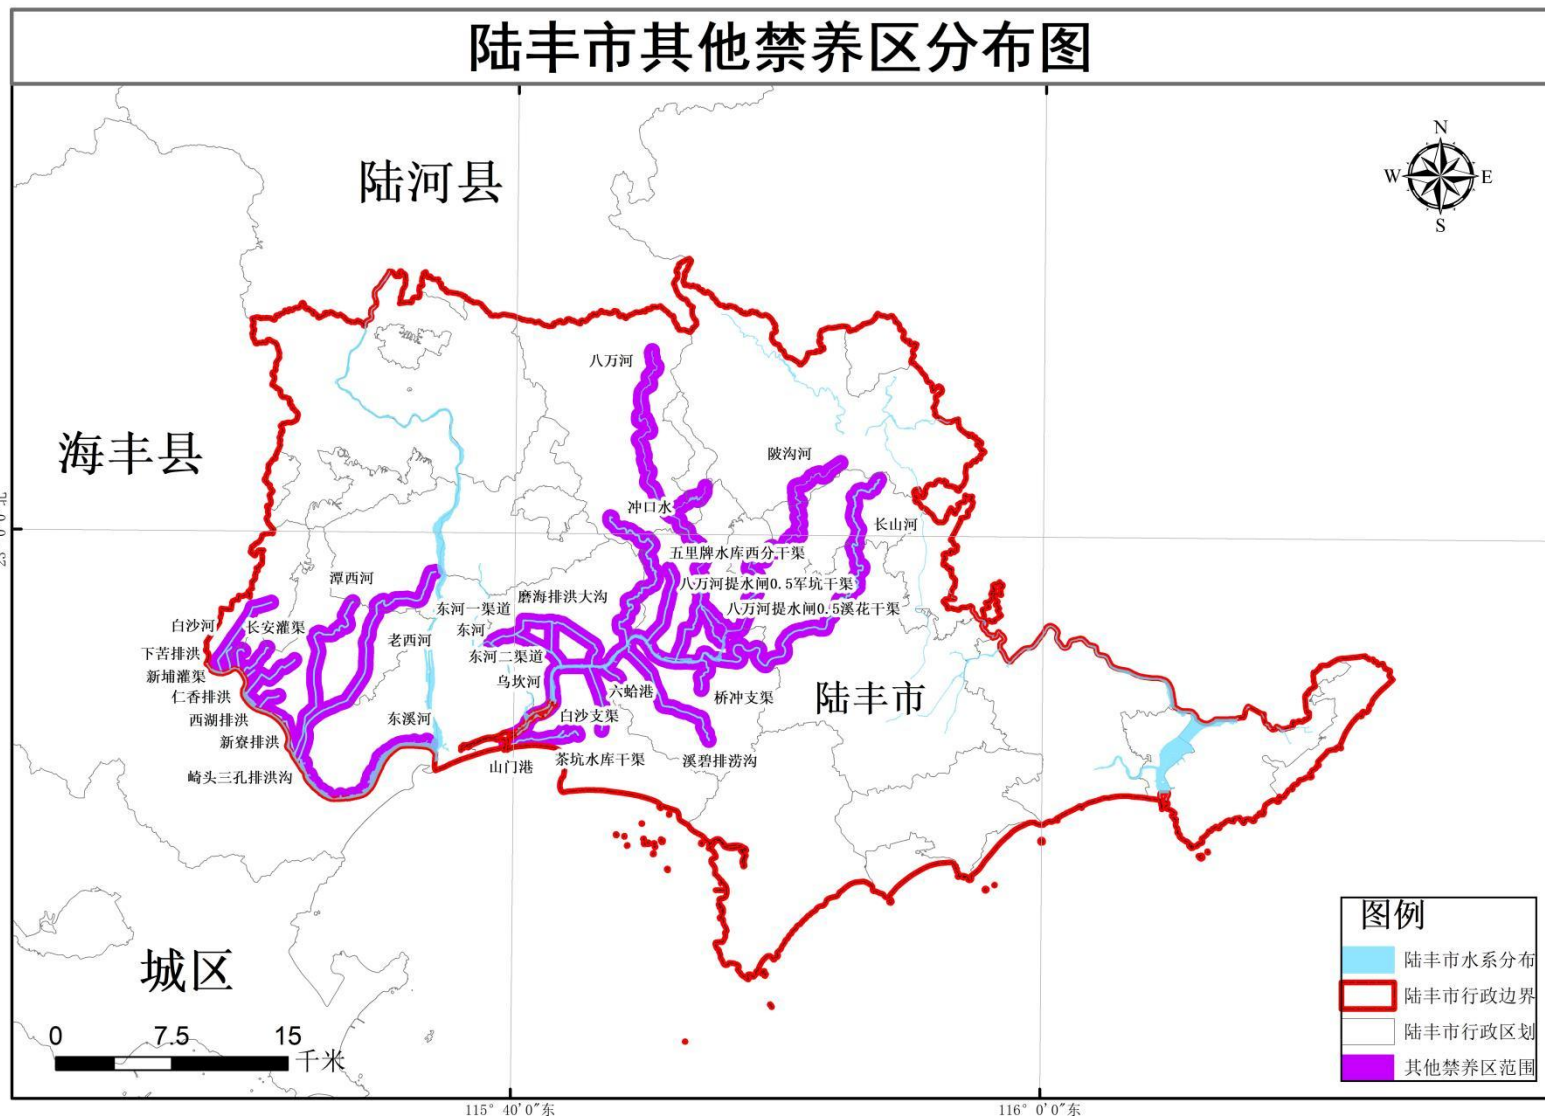 陆丰市其他禁养区分布图
N
W
E
S
陆河县
海丰县
陆丰市
城区
八万河
陂沟河
冲口水
长山河
五里牌水库西分干渠
八万河提水闸0.5军坑干渠
八万河提水闸0.5溪花干渠
潭西河
磨海排洪大沟
东河一渠道
白沙河
长安灌渠
东河
老西河
下苦排洪
东河二渠道
新埔灌渠
乌坎河
仁香排洪
六蛤港
桥冲支渠
西湖排洪
东溪河
白沙支渠
新寮排洪
山门港
茶坑水库干渠
溪碧排涝沟
崎头三孔排洪沟
图例
陆丰市水系分布
陆丰市行政边界
陆丰市行政区划
其他禁养区范围
0
7.5
15
千米
115° 40′0″东
116° 0′0″东